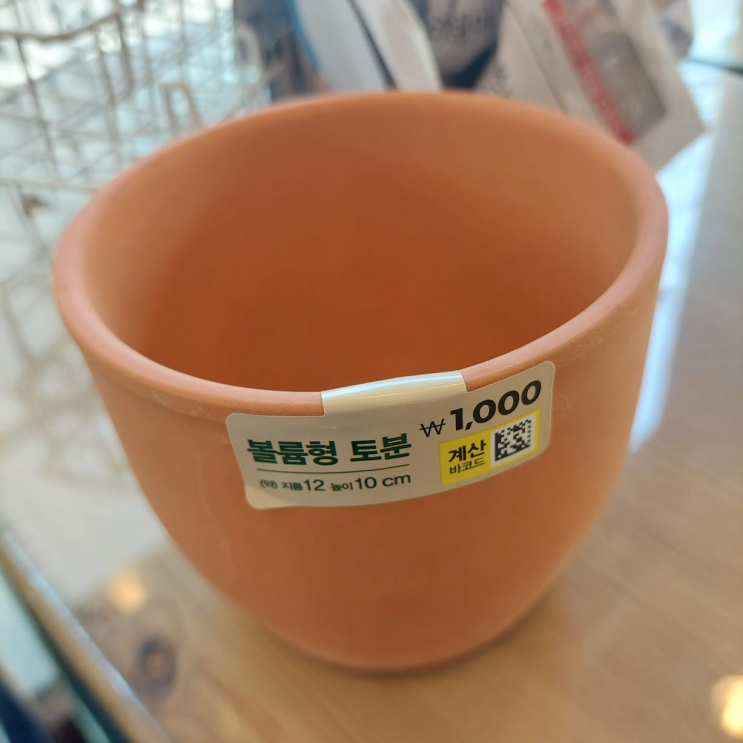 볼륨형 토분
(약) 지름12 높이10 cm
₩1,000
계산
바코드